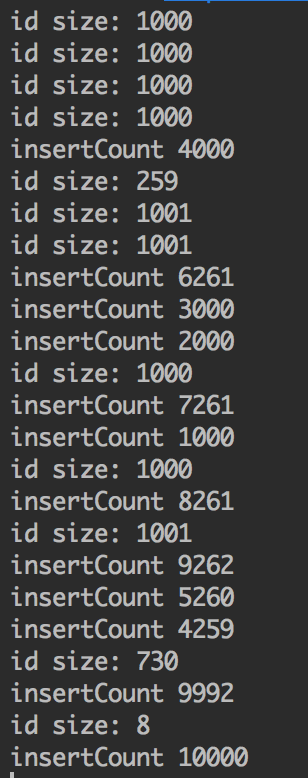 id size: 1000
id size: 1000
id size: 1000
id size: 1000
insertCount 4000
id size: 259
id size: 1001
id size: 1001
insertCount 6261
insertCount 3000
insertCount 2000
id size: 1000
insertCount 7261
insertCount 1000
id size: 1000
insertCount 8261
id size: 1001
insertCount 9262
insertCount 5260
insertCount 4259
id size: 730
insertCount 9992
id size: 8
insertCount 10000